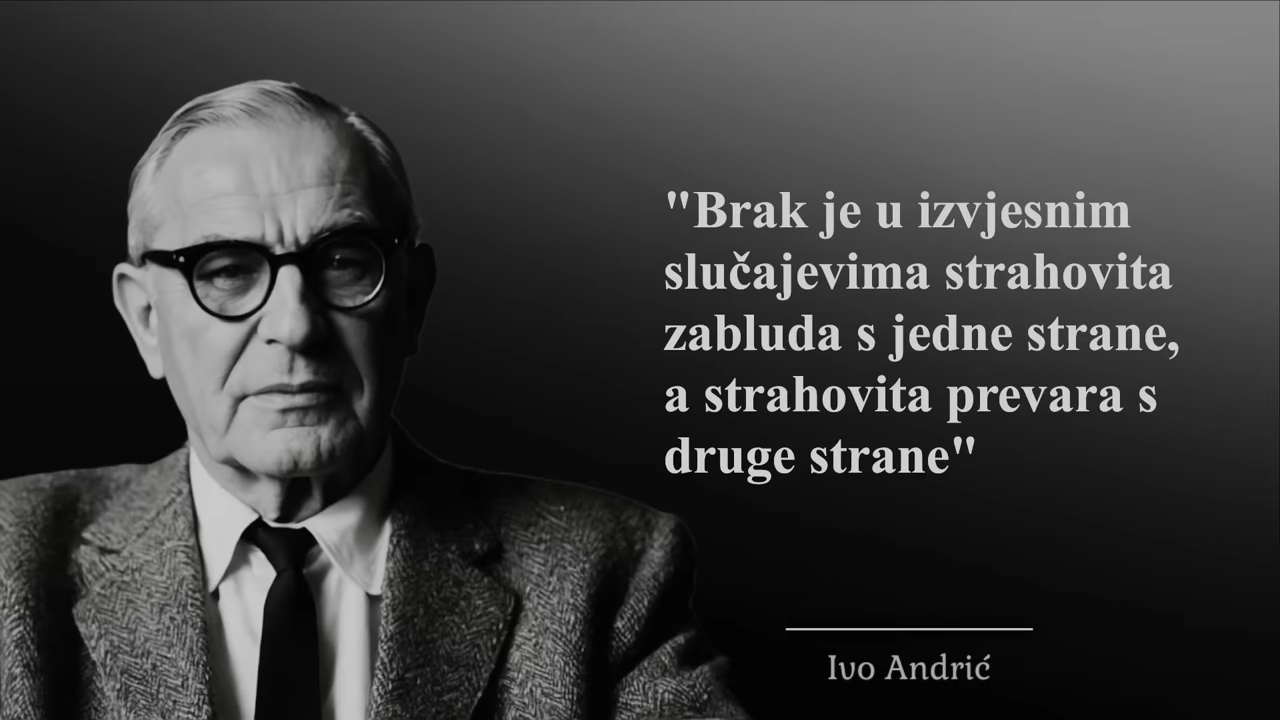 "Brak je u izvjesnim
slučajevima strahovita
zabluda s jedne strane,
a strahovita prevara s
druge strane"
Ivo Andrić